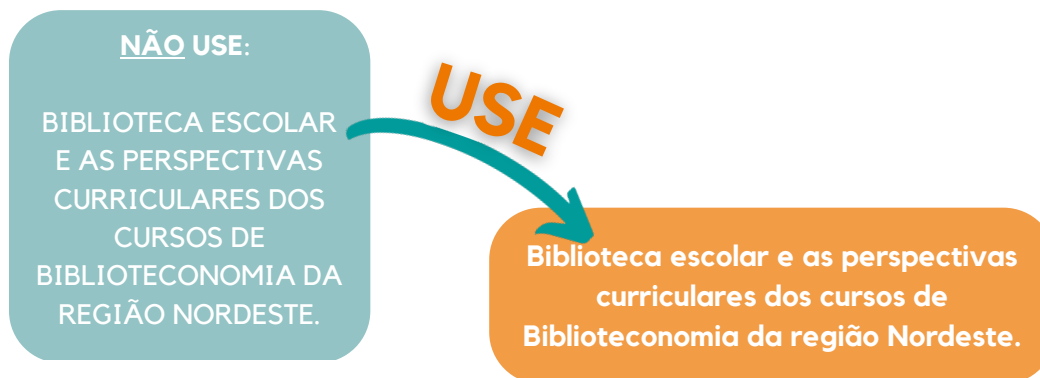 NÃO USE:
BIBLIOTECA ESCOLAR
E AS PERSPECTIVAS
CURRICULARES DOS
CURSOS DE
BIBLIOTECONOMIA DA
REGIÃO NORDESTE.
USE
Biblioteca escolar e as perspectivas
curriculares dos cursos de
Biblioteconomia da região Nordeste.